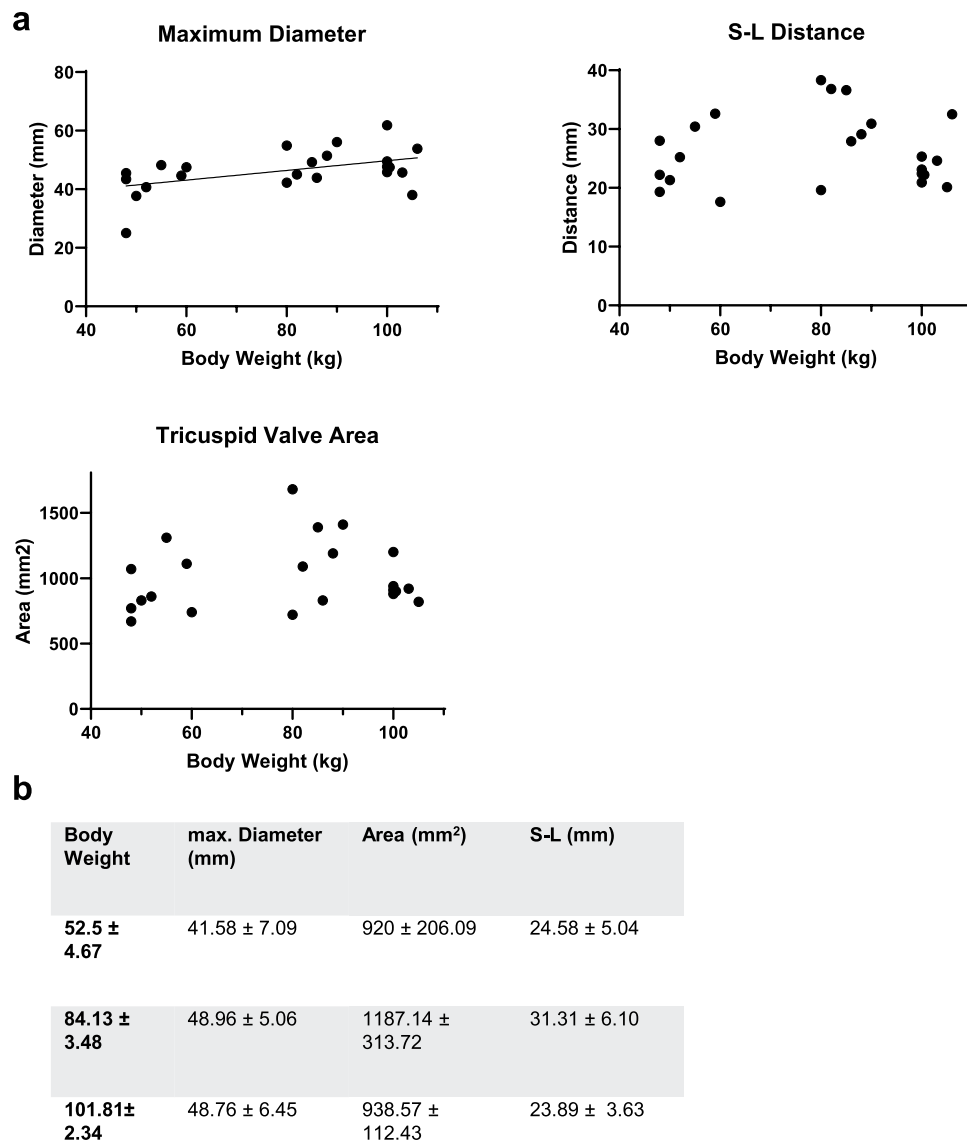 a
Maximum Diameter
80
60
40
20
0
Diameter (mm)
40 60 80 100
Body Weight (kg)
S-L Distance
40
30
20
10
0
Distance (mm)
40 60 80 100
Body Weight (kg)
Tricuspid Valve Area
1500
1000
500
0
Area (mm2)
40 60 80 100
Body Weight (kg)
b
Body max. Diameter Area (mm²) S-L (mm)
Weight (mm)
52.5 ± 41.58 ± 7.09 920 ± 206.09 24.58 ± 5.04
4.67
84.13 ± 48.96 ± 5.06 1187.14 ± 31.31 ± 6.10
3.48 313.72
101.81± 48.76 ± 6.45 938.57 ± 23.89 ± 3.63
2.34 112.43